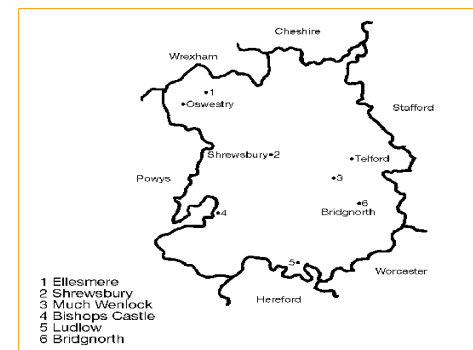 Cheshire
Wrexham
1
Oswestry
Stafford
Shrewsbury 2
Telford
Powys
3
6
Bridgnorth
4
5
Worcester
Hereford
1 Ellesmere
2 Shrewsbury
3 Much Wenlock
4 Bishops Castle
5 Ludlow
6 Bridgnorth